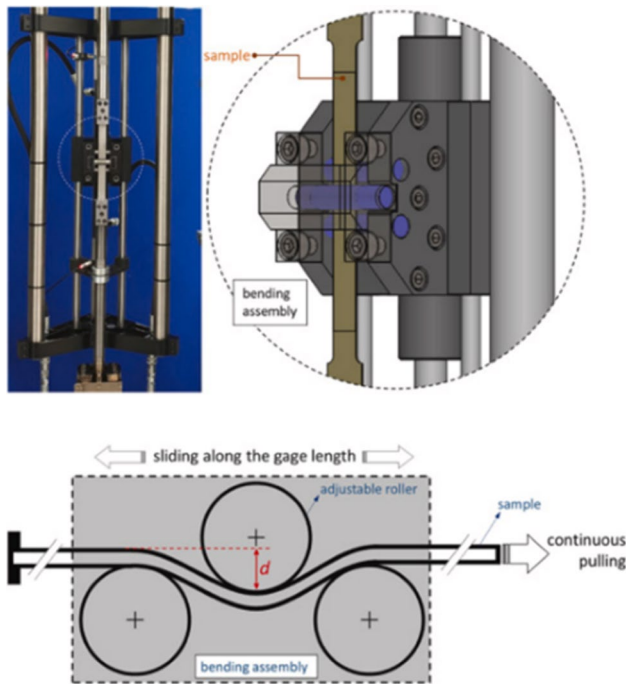 sample
bending
assembly
sliding along the gage length
adjustable roller
sample
continuous
pulling
d
bending assembly